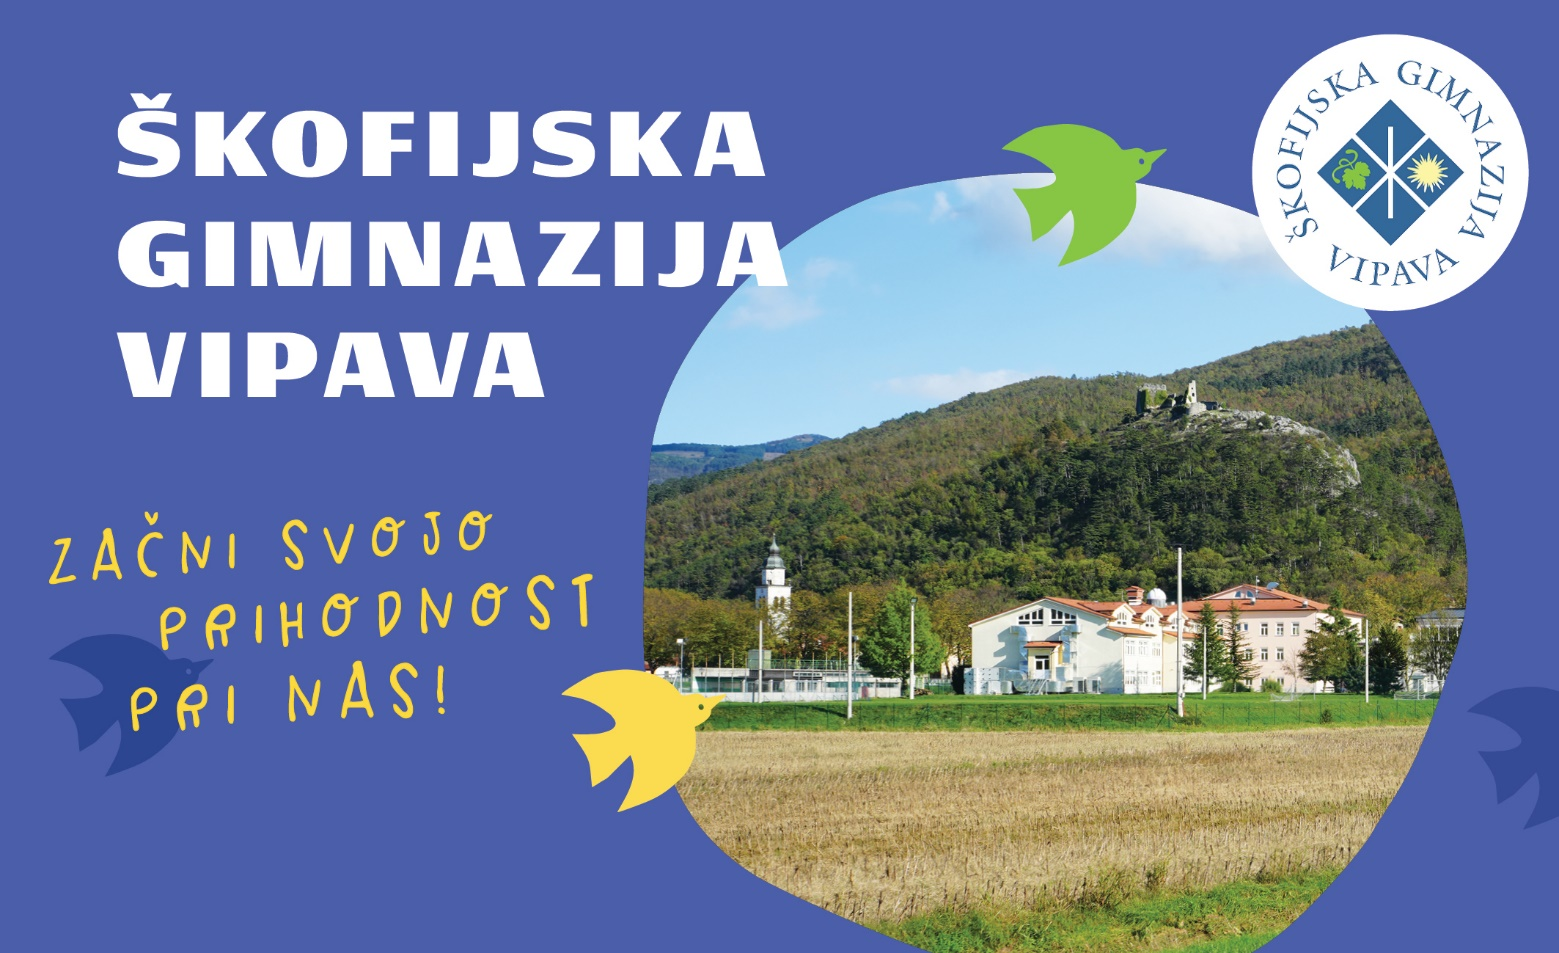 ŠKOFIJSKA
GIMNAZIJA
VIPAVA
ŠKOFIJSKA GIMNAZIJA
VIPAVA
ZAČNI SVOJO
PRIHODNOST
PRI NAS!